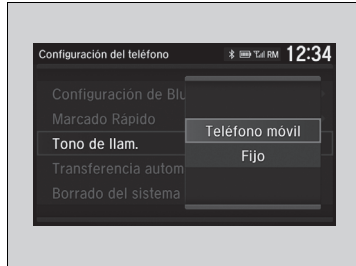 Configuración del teléfono
12:34
Configuración de Blu
Marcado Rápido
Tono de llam.
Transferencia autom
Borrado del sistema
Teléfono móvil
Fijo